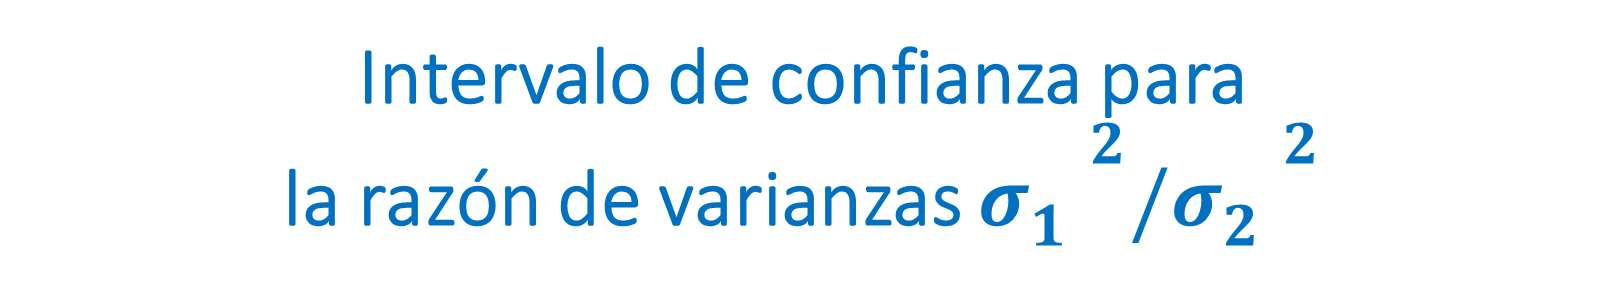 Intervalo de confianza para
la razón de varianzas σ₁²/σ₂²